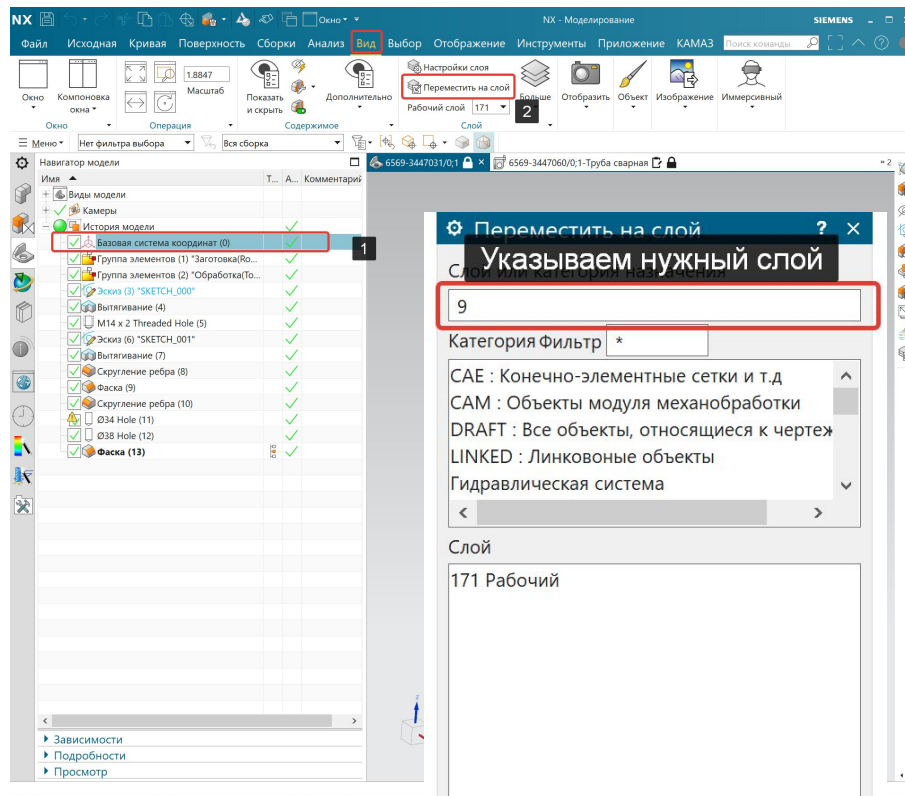 NX
Окно
NX - Моделирование
SIEMENS
Файл Исходная Кривая Поверхность Сборки Анализ Вид Выбор Отображение Инструменты Приложение КАМАЗ Поиск команды
Окно
Компоновка окна
1.8847
Масштаб
Показать и скрыть
Дополнительно
Настройки слоя
Переместить на слой
Рабочий слой 171
2
Больше
Отобразить
Объект
Изображение
Иммерсивный
Окно Операция Содержимое Слой
Меню Нет фильтра выбора Вся сборка
Навигатор модели
6569-3447031/0;1
6569-3447060/0;1-Труба сварная
2
Имя Т... А... Комментарий
Виды модели
Камеры
История модели
Базовая система координат (0)
1
Группа элементов (1) "Заготовка(Ro...
Группа элементов (2) "Обработка(To...
Эскиз (3) "SKETCH_000"
Вытягивание (4)
M14 x 2 Threaded Hole (5)
Эскиз (6) "SKETCH_001"
Вытягивание (7)
Скругление ребра (8)
Фаска (9)
Скругление ребра (10)
Ø34 Hole (11)
Ø38 Hole (12)
Фаска (13)
Зависимости
Подробности
Просмотр
Переместить на слой ? ×
Указываем нужный слой
Слой или категория назначения
9
Категория Фильтр *
CAE : Конечно-элементные сетки и т.д
CAM : Объекты модуля механобработки
DRAFT : Все объекты, относящиеся к чертеж
LINKED : Линковоные объекты
Гидравлическая система
Слой
171 Рабочий
z